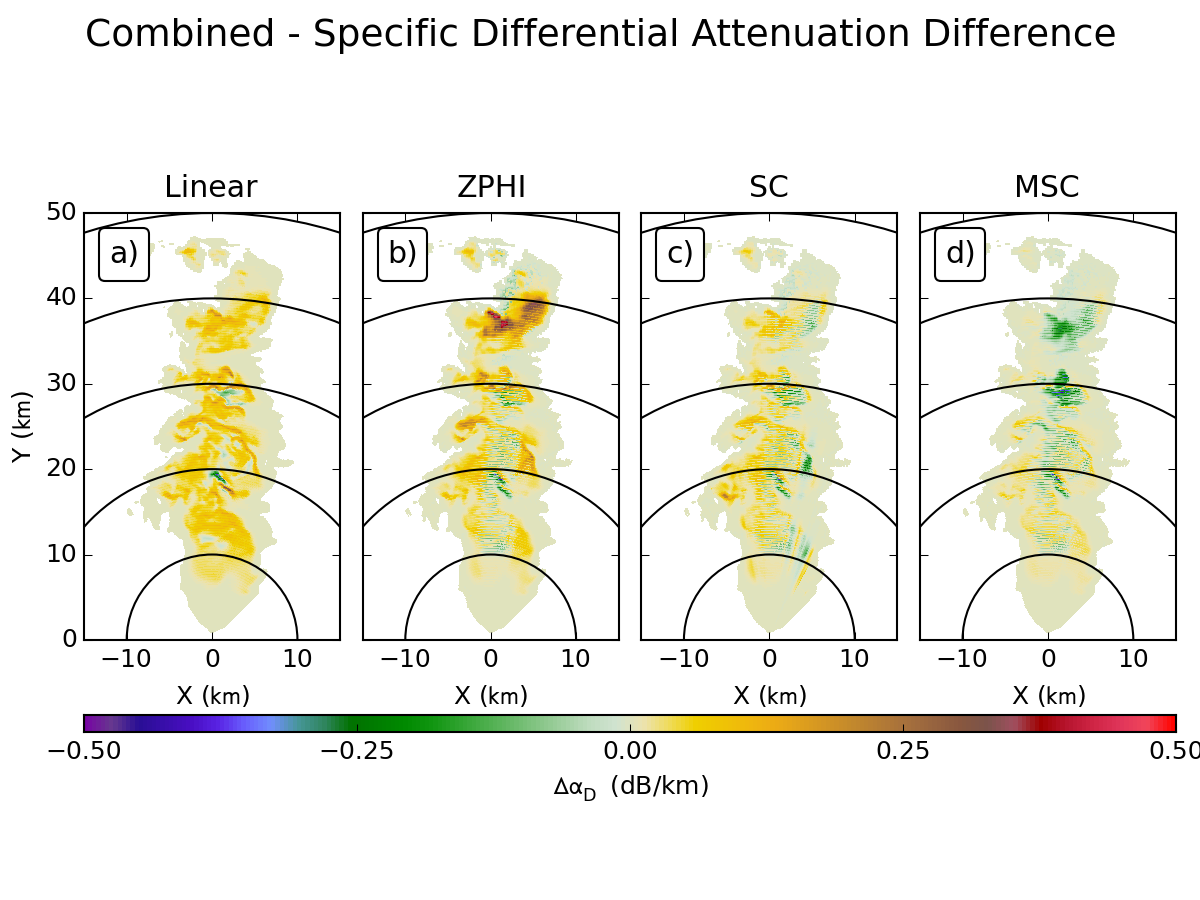 Combined - Specific Differential Attenuation Difference
Linear ZPHI SC MSC
a) b) c) d)
50
40
30
20
10
0
Y (km)
−10 0 10 −10 0 10 −10 0 10 −10 0 10
X (km) X (km) X (km) X (km)
−0.50 −0.25 0.00 0.25 0.50
Δα_D (dB/km)